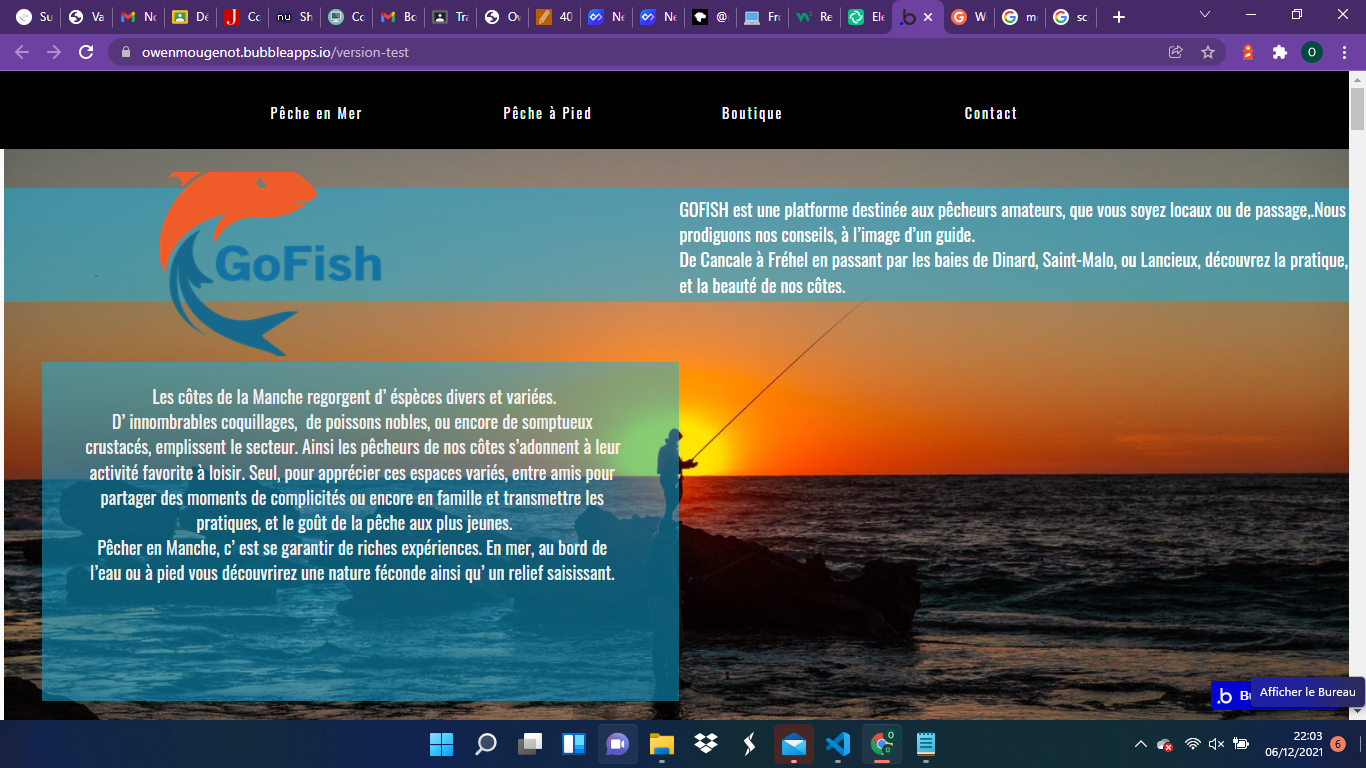 Su
Va
No
De
Co
nu
Sh
Co
Bo
Tra
Ov
40
Ne
Ne
@
Fro
Re
Ele
W
m
sc
owenmougenot.bubbleapps.io/version-test
O
Pêche en Mer
Pêche à Pied
Boutique
Contact
GoFish
GOFISH est une platforme destinée aux pêcheurs amateurs, que vous soyez locaux ou de passage,.Nous
prodiguons nos conseils, à l’image d’un guide.
De Cancale à Fréhel en passant par les baies de Dinard, Saint-Malo, ou Lancieux, découvrez la pratique,
et la beauté de nos côtes.
Les côtes de la Manche regorgent d’ éspèces divers et variées.
D’ innombrables coquillages,  de poissons nobles, ou encore de somptueux
crustacés, emplissent le secteur. Ainsi les pêcheurs de nos côtes s’adonnent à leur
activité favorite à loisir. Seul, pour apprécier ces espaces variés, entre amis pour
partager des moments de complicités ou encore en famille et transmettre les
pratiques, et le goût de la pêche aux plus jeunes.
Pêcher en Manche, c’ est se garantir de riches expériences. En mer, au bord de
l’eau ou à pied vous découvrirez une nature féconde ainsi qu’ un relief saisissant.
Afficher le Bureau
22:03
06/12/2021
6